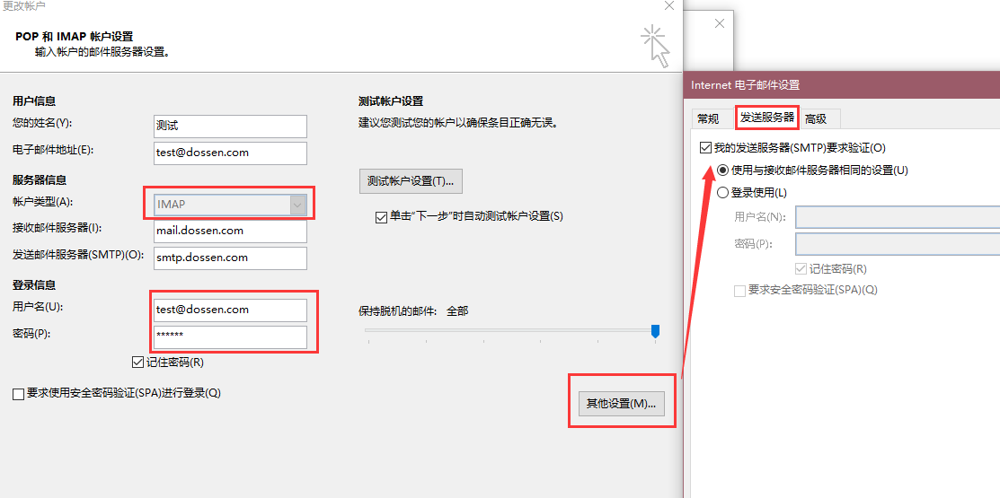 更改帐户
POP 和 IMAP 帐户设置
输入帐户的邮件服务器设置。
用户信息
您的姓名(Y):
测试
电子邮件地址(E):
test@dossen.com
服务器信息
帐户类型(A):
IMAP
接收邮件服务器(I):
mail.dossen.com
发送邮件服务器(SMTP)(O):
smtp.dossen.com
登录信息
用户名(U):
test@dossen.com
密码(P):
******
记住密码(R)
要求使用安全密码验证(SPA)进行登录(Q)
测试帐户设置
建议您测试您的帐户以确保条目正确无误。
测试帐户设置(T)...
单击“下一步”时自动测试帐户设置(S)
保持脱机的邮件: 全部
其他设置(M)...
Internet 电子邮件设置
常规
发送服务器
高级
我的发送服务器(SMTP)要求验证(O)
使用与接收邮件服务器相同的设置(U)
登录使用(L)
用户名(N):
密码(P):
记住密码(R)
要求安全密码验证(SPA)(Q)